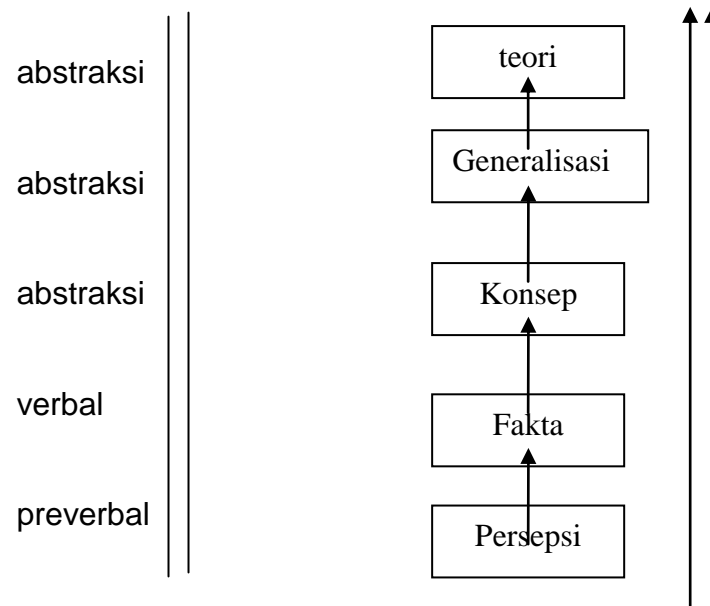 abstraksi
teori
abstraksi
Generalisasi
abstraksi
Konsep
verbal
Fakta
preverbal
Persepsi